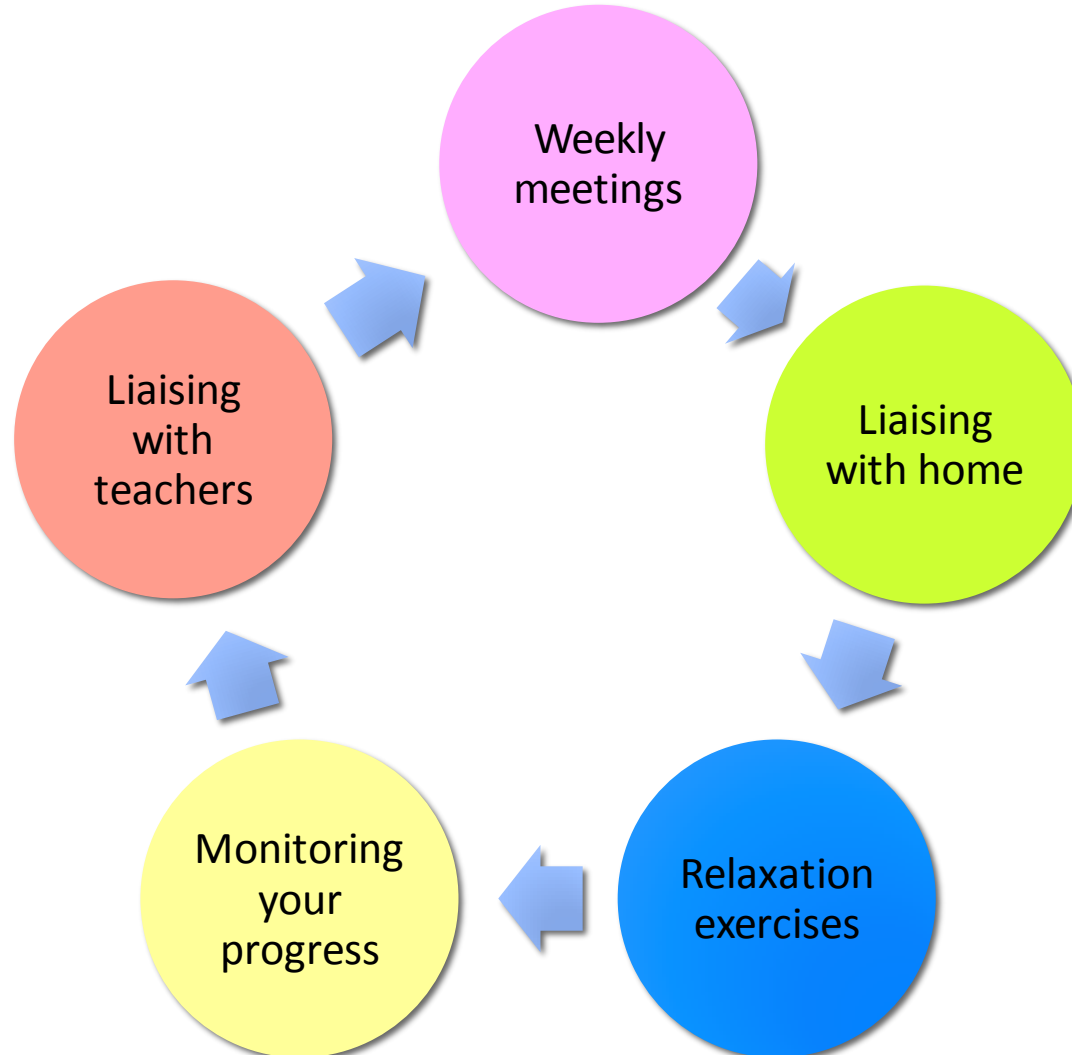 Weekly
meetings
Liaising
with home
Relaxation
exercises
Monitoring
your
progress
Liaising
with
teachers